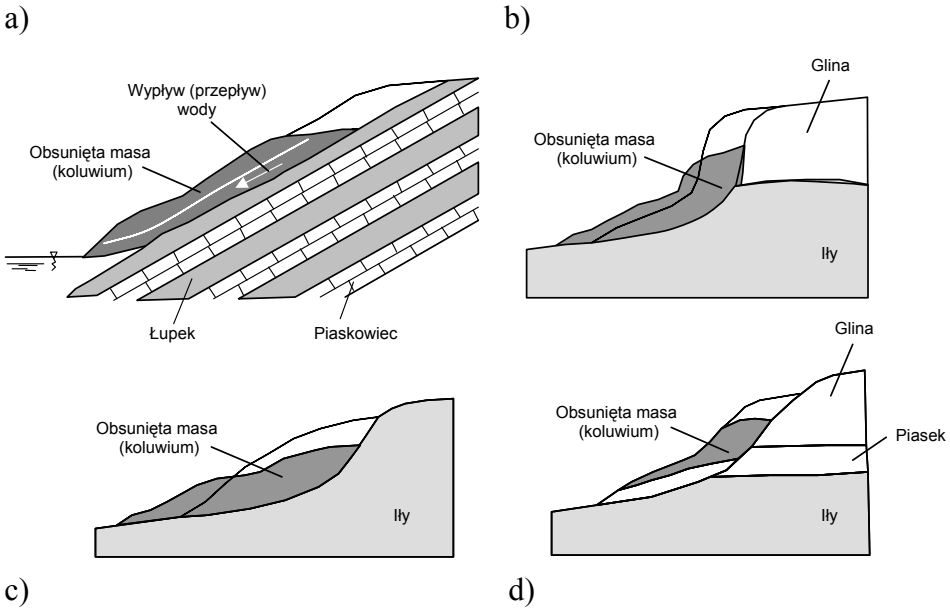 a)
b)
Wypływ (przepływ)
wody
Obsunięta masa
(koluwium)
Łupek
Piaskowiec
Glina
Obsunięta masa
(koluwium)
Iły
Obsunięta masa
(koluwium)
Iły
Glina
Obsunięta masa
(koluwium)
Piasek
Iły
c)
d)